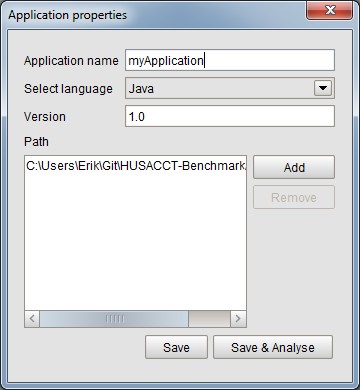 Application properties
Application name myApplication
Select language Java
Version 1.0
Path
C:\Users\Erik\Git\HUSACCT-Benchmark
Add
Remove
Save Save & Analyse